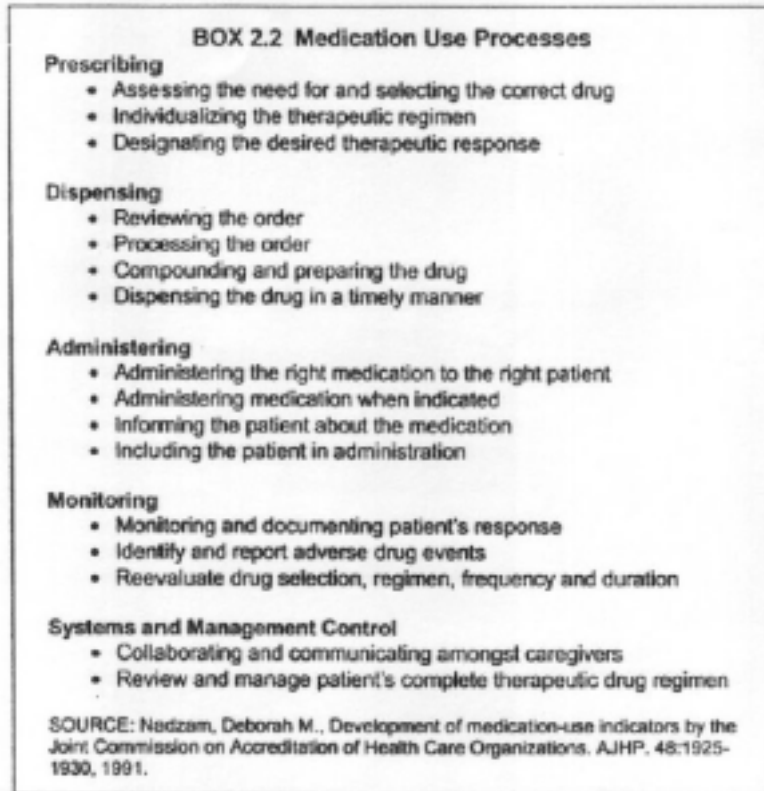 BOX 2.2 Medication Use Processes
Prescribing
• Assessing the need for and selecting the correct drug
• Individualizing the therapeutic regimen
• Designating the desired therapeutic response
Dispensing
• Reviewing the order
• Processing the order
• Compounding and preparing the drug
• Dispensing the drug in a timely manner
Administering
• Administering the right medication to the right patient
• Administering medication when indicated
• Informing the patient about the medication
• Including the patient in administration
Monitoring
• Monitoring and documenting patient's response
• Identify and report adverse drug events
• Reevaluate drug selection, regimen, frequency and duration
Systems and Management Control
• Collaborating and communicating amongst caregivers
• Review and manage patient's complete therapeutic drug regimen
SOURCE: Nadzam, Deborah M., Development of medication-use indicators by the
Joint Commission on Accreditation of Health Care Organizations. AJHP. 48:1925-
1930, 1991.